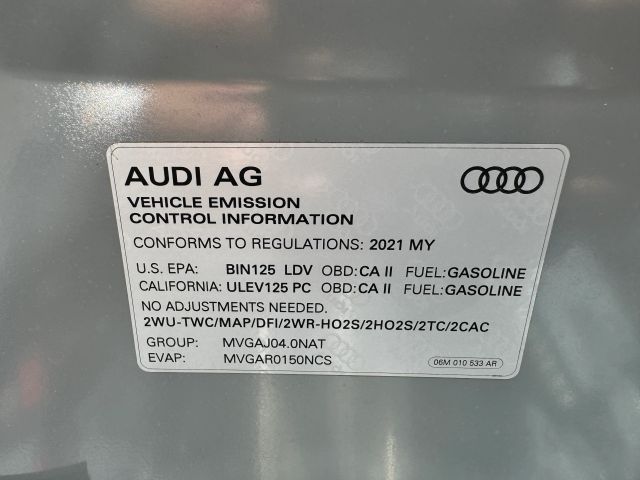 AUDI AG
VEHICLE EMISSION
CONTROL INFORMATION
CONFORMS TO REGULATIONS: 2021 MY
U.S. EPA: BIN125 LDV OBD:CA II FUEL:GASOLINE
CALIFORNIA: ULEV125 PC OBD:CA II FUEL:GASOLINE
NO ADJUSTMENTS NEEDED.
2WU-TWC/MAP/DFI/2WR-HO2S/2HO2S/2TC/2CAC
GROUP: MVGAJ04.0NAT
EVAP: MVGAR0150NCS
06M 010 533 AR